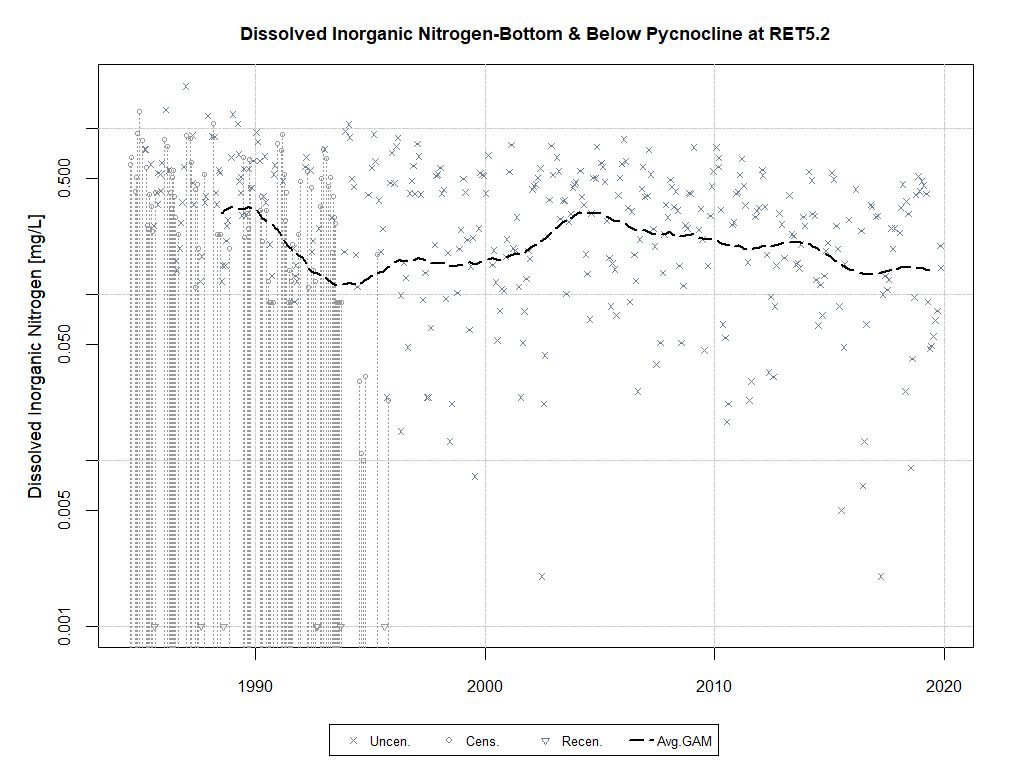 Dissolved Inorganic Nitrogen-Bottom & Below Pycnocline at RET5.2
Dissolved Inorganic Nitrogen [mg/L]
0.500
0.050
0.005
0.001
1990 2000 2010 2020
Uncen. Cens. Recen. Avg.GAM